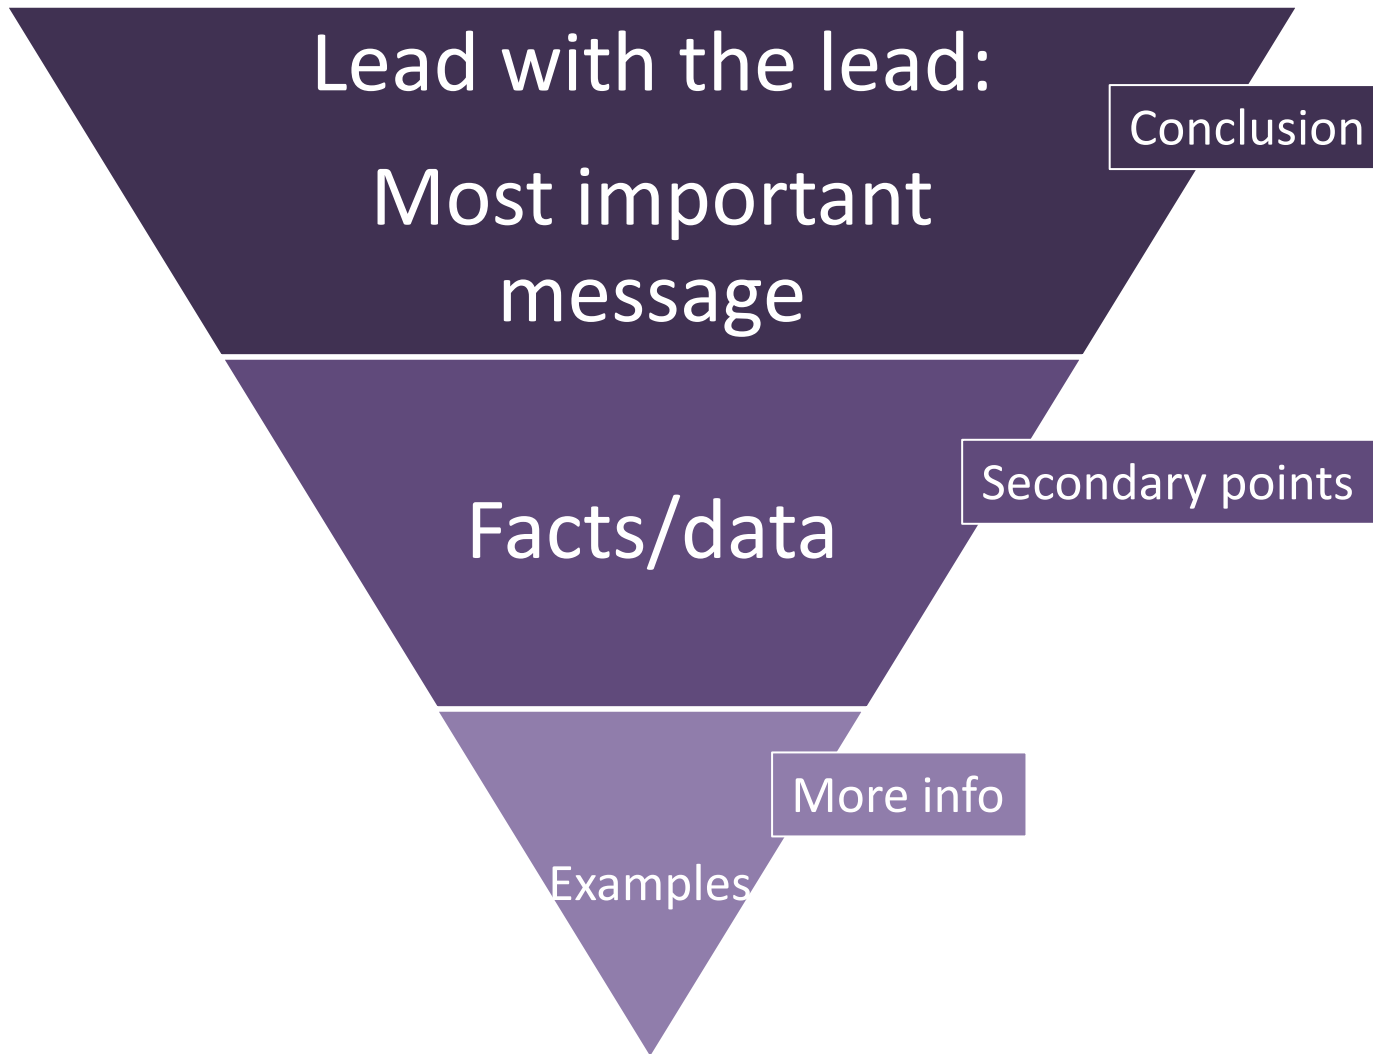 Lead with the lead:
Conclusion
Most important
message
Secondary points
Facts/data
More info
Examples